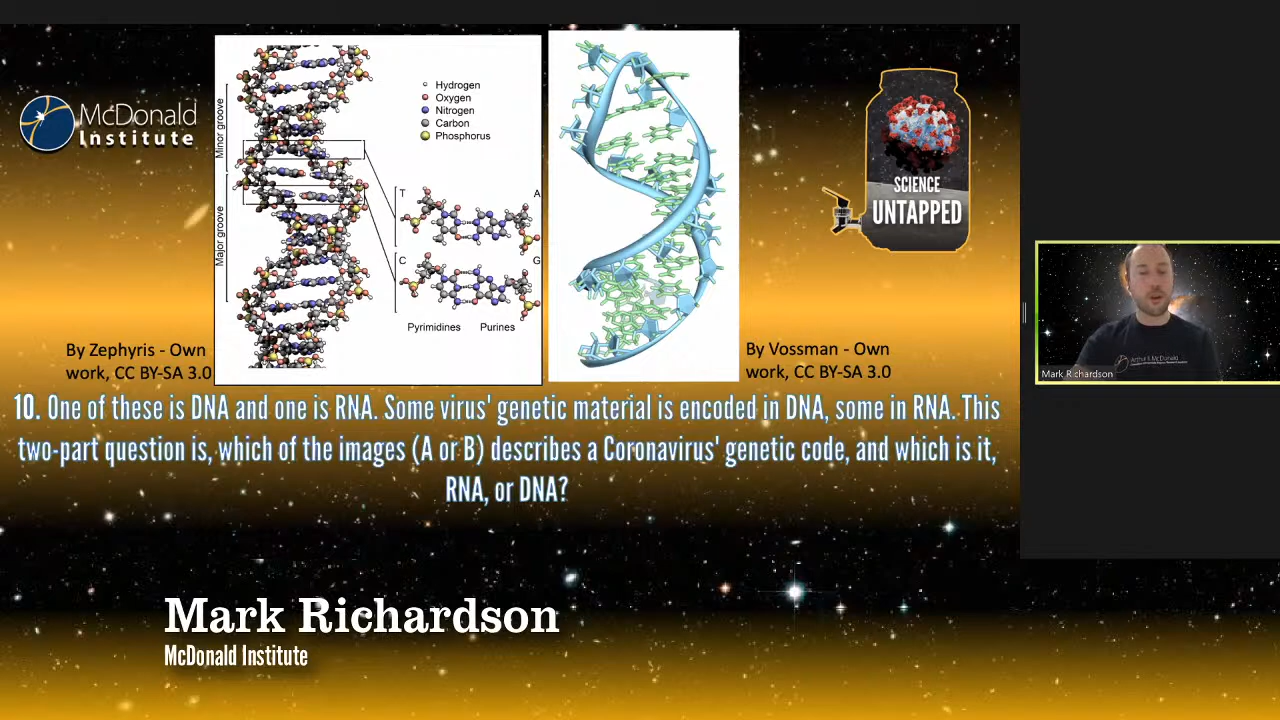 McDonald
Institute
Minor groove
Major groove
Hydrogen
Oxygen
Nitrogen
Carbon
Phosphorus
T
A
C
G
Pyrimidines
Purines
SCIENCE
UNTAPPED
By Zephyris - Own
work, CC BY-SA 3.0
By Vossman - Own
work, CC BY-SA 3.0
10. One of these is DNA and one is RNA. Some virus' genetic material is encoded in DNA, some in RNA. This
two-part question is, which of the images (A or B) describes a Coronavirus' genetic code, and which is it,
RNA, or DNA?
Mark Richardson
Mark Richardson
McDonald Institute